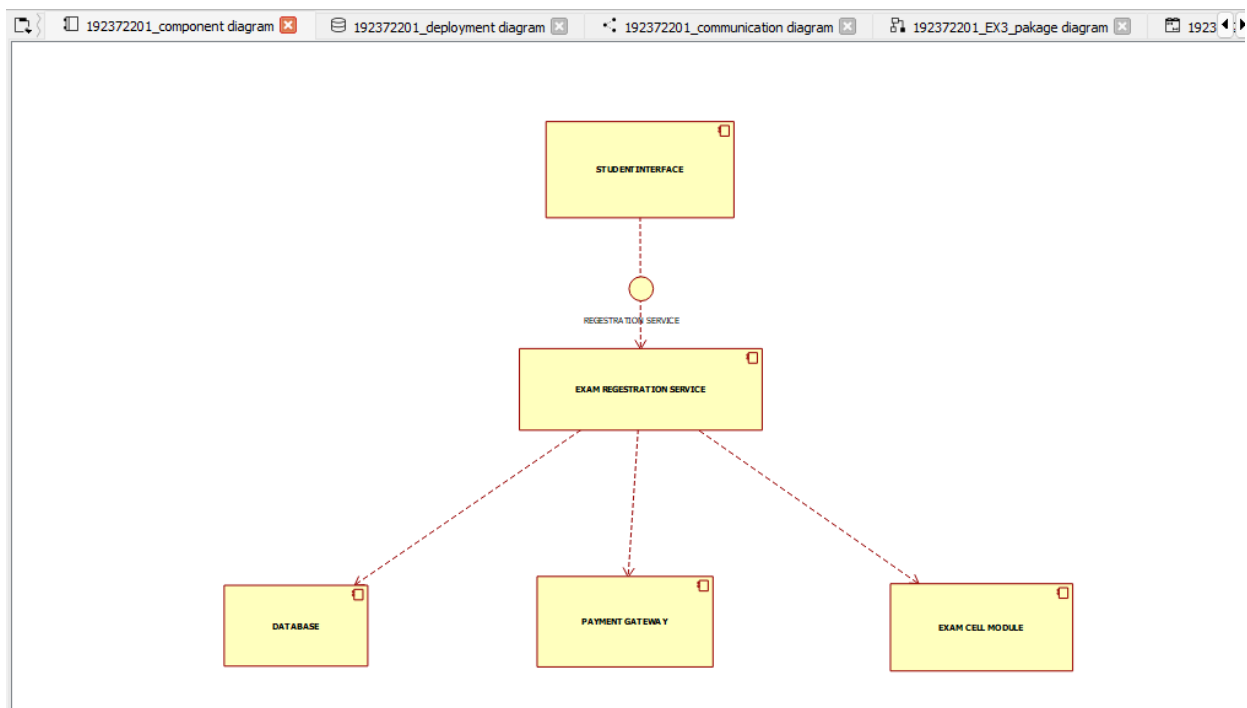 192372201_component diagram
192372201_deployment diagram
192372201_communication diagram
192372201_EX3_pakage diagram
1923
STUDENTINTERFACE
REGESTRATION SERVICE
EXAM REGESTRATION SERVICE
DATABASE
PAYMENT GATEWAY
EXAM CELL MODULE